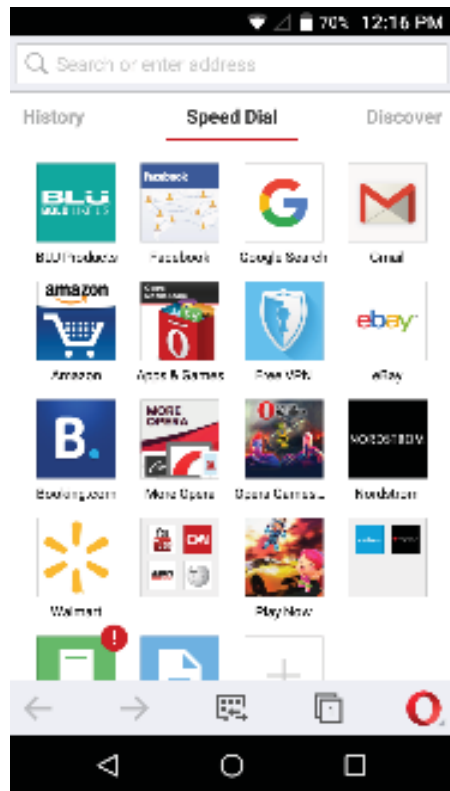 70% 12:16 PM
Search or enter address
History Speed Dial Discover
BLU
facebook
G
BLU Products Facebook Google Search Gmail
amazon
ebay
Amazon Apps & Games Free VPN eBay
B.
MORE
OPERA
NORDSTROM
Booking.com More Opera Opera Games... Nordstrom
Walmart Play Now